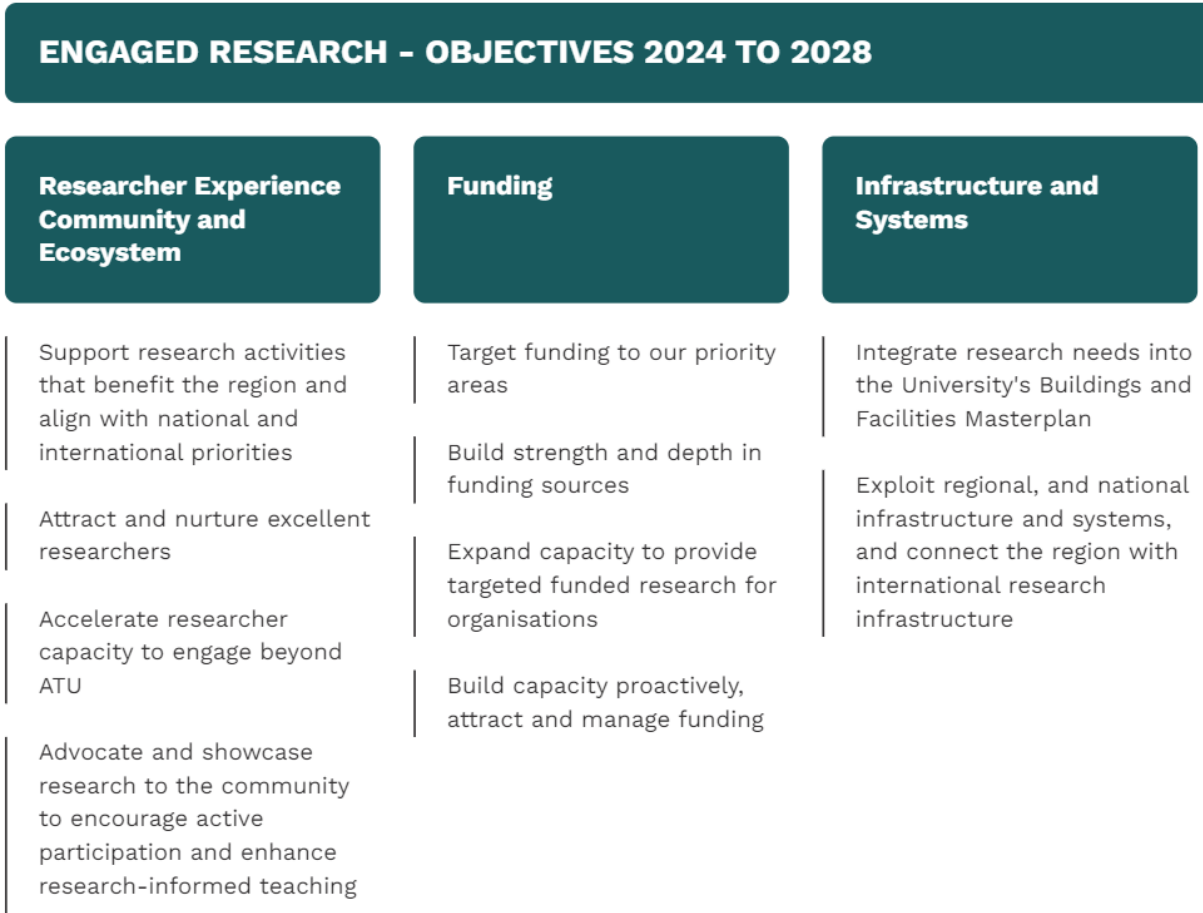 ENGAGED RESEARCH - OBJECTIVES 2024 TO 2028
Researcher Experience
Community and
Ecosystem
Support research activities
that benefit the region and
align with national and
international priorities
Attract and nurture excellent
researchers
Accelerate researcher
capacity to engage beyond
ATU
Advocate and showcase
research to the community
to encourage active
participation and enhance
research-informed teaching
Funding
Target funding to our priority
areas
Build strength and depth in
funding sources
Expand capacity to provide
targeted funded research for
organisations
Build capacity proactively,
attract and manage funding
Infrastructure and
Systems
Integrate research needs into
the University's Buildings and
Facilities Masterplan
Exploit regional, and national
infrastructure and systems,
and connect the region with
international research
infrastructure